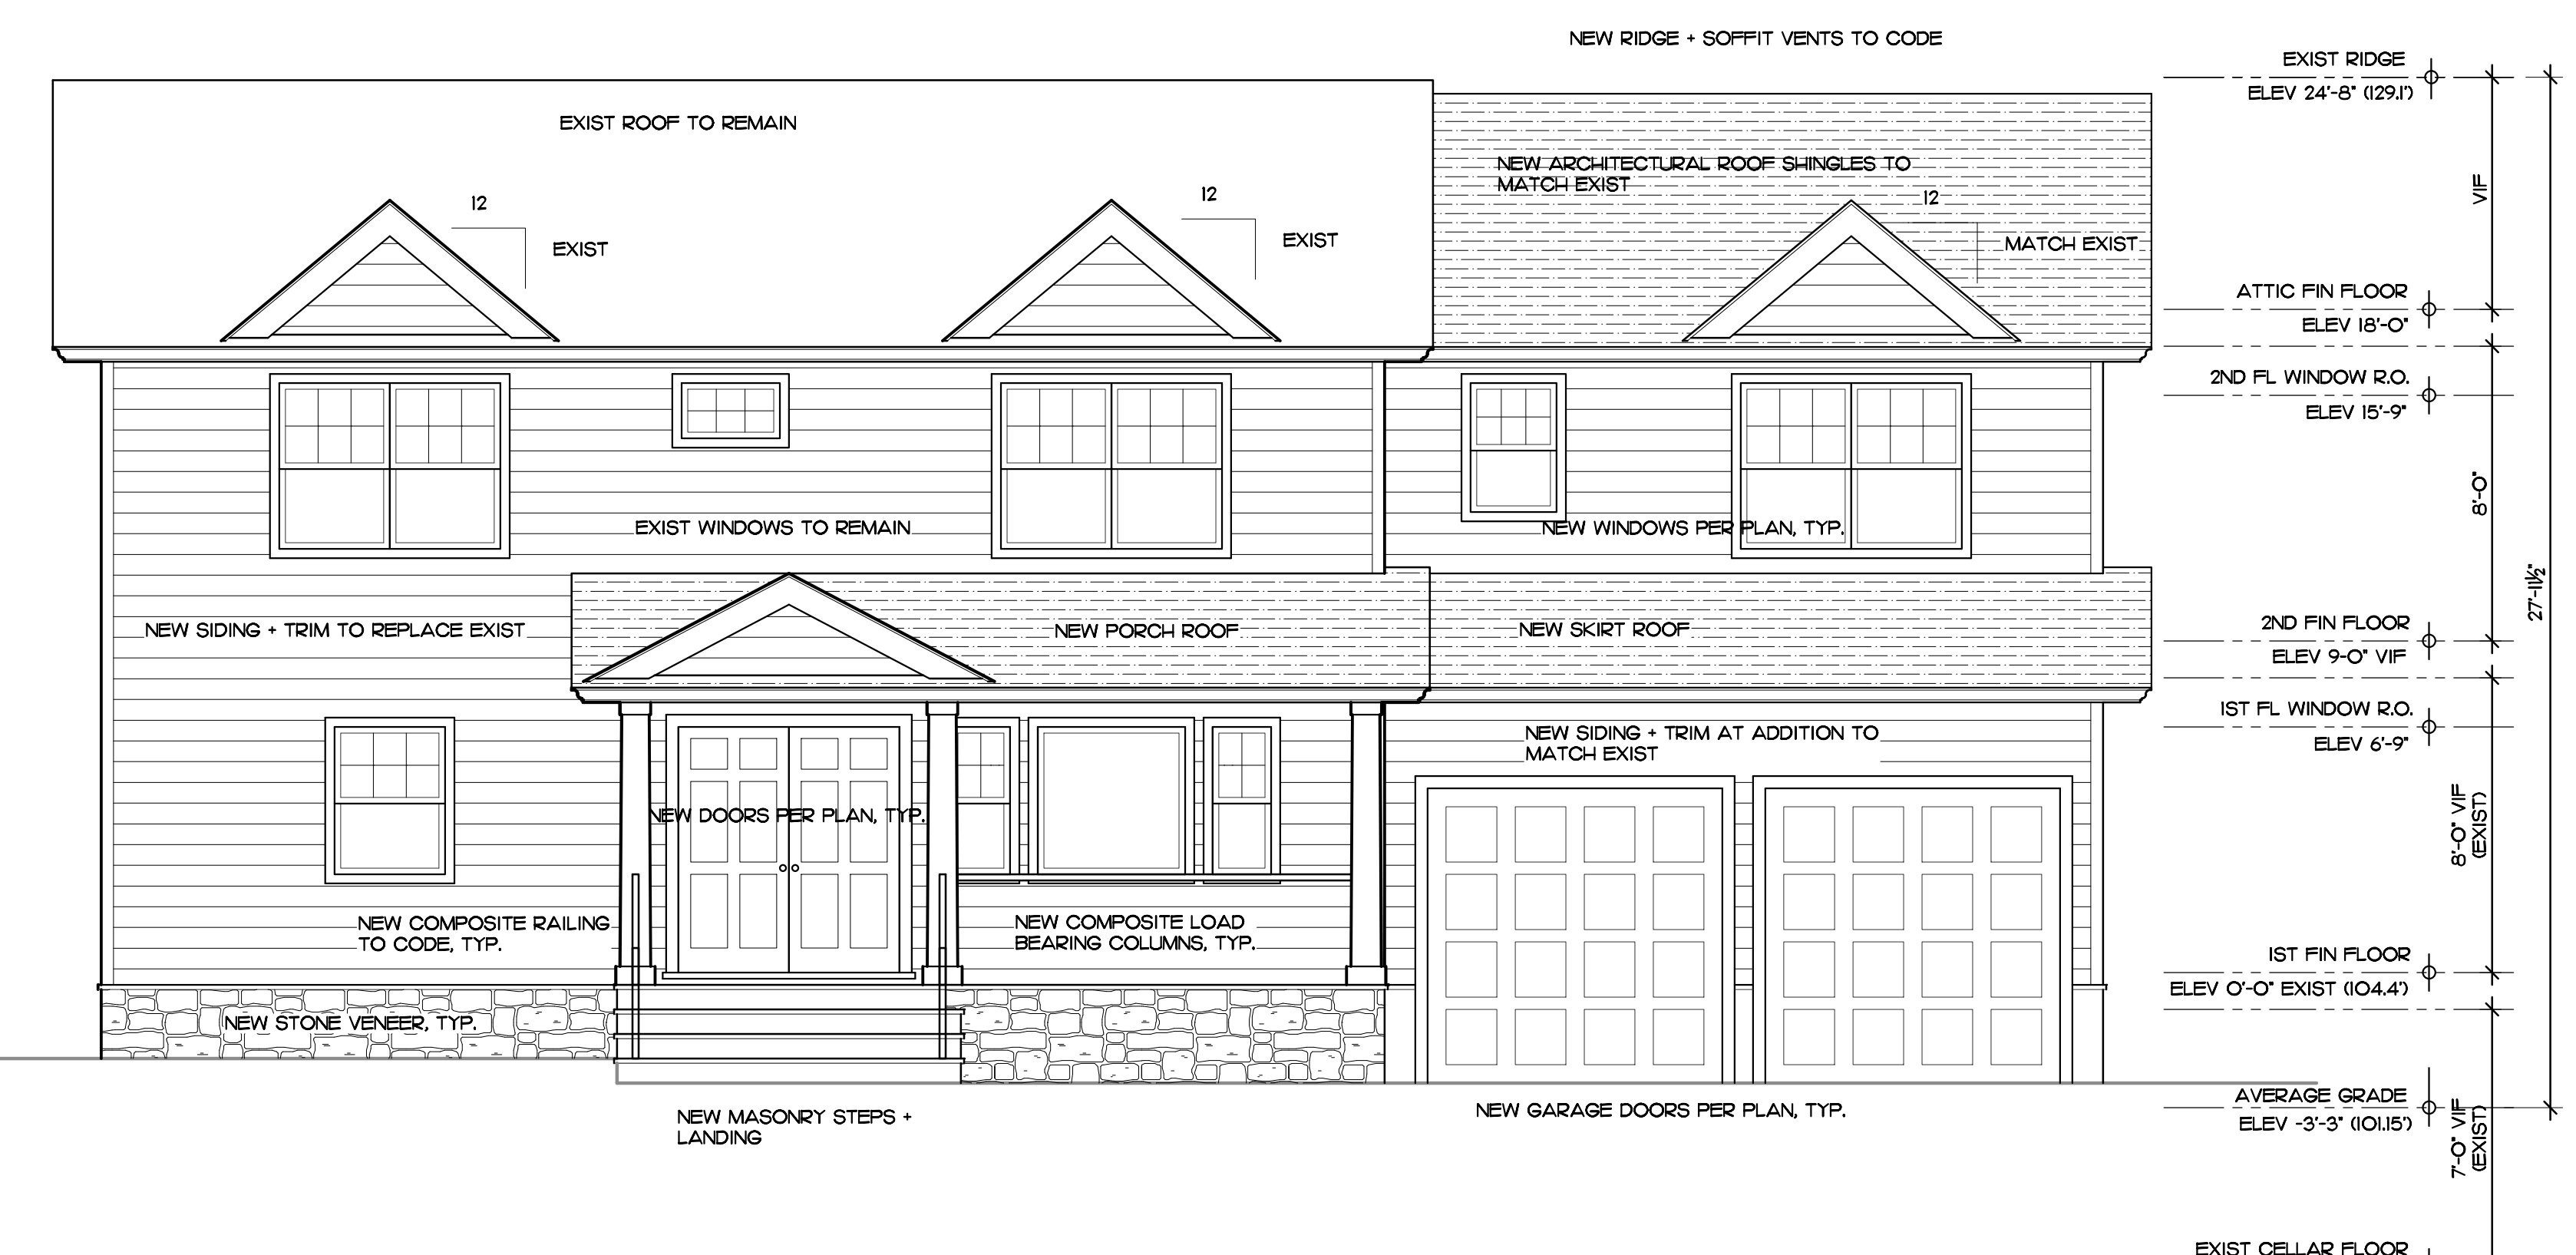 NEW RIDGE + SOFFIT VENTS TO CODE
EXIST RIDGE
ELEV 24'-8" (129.1')
EXIST ROOF TO REMAIN
NEW ARCHITECTURAL ROOF SHINGLES TO
MATCH EXIST
12
EXIST
12
EXIST
12
MATCH EXIST
VIF
ATTIC FIN FLOOR
ELEV 18'-0"
2ND FL WINDOW R.O.
ELEV 15'-9"
8'-0"
EXIST WINDOWS TO REMAIN
NEW WINDOWS PER PLAN, TYP.
27'-11½"
NEW SIDING + TRIM TO REPLACE EXIST
NEW PORCH ROOF
NEW SKIRT ROOF
2ND FIN FLOOR
ELEV 9-0" VIF
1ST FL WINDOW R.O.
ELEV 6'-9"
NEW SIDING + TRIM AT ADDITION TO
MATCH EXIST
NEW DOORS PER PLAN, TYP.
8'-0" VIF
(EXIST)
NEW COMPOSITE RAILING
TO CODE, TYP.
NEW COMPOSITE LOAD
BEARING COLUMNS, TYP.
1ST FIN FLOOR
ELEV 0'-0" EXIST (104.4')
NEW STONE VENEER, TYP.
NEW MASONRY STEPS +
LANDING
NEW GARAGE DOORS PER PLAN, TYP.
AVERAGE GRADE
ELEV -3'-3" (101.15')
7'-0" VIF
(EXIST)
EXIST CELLAR FLOOR